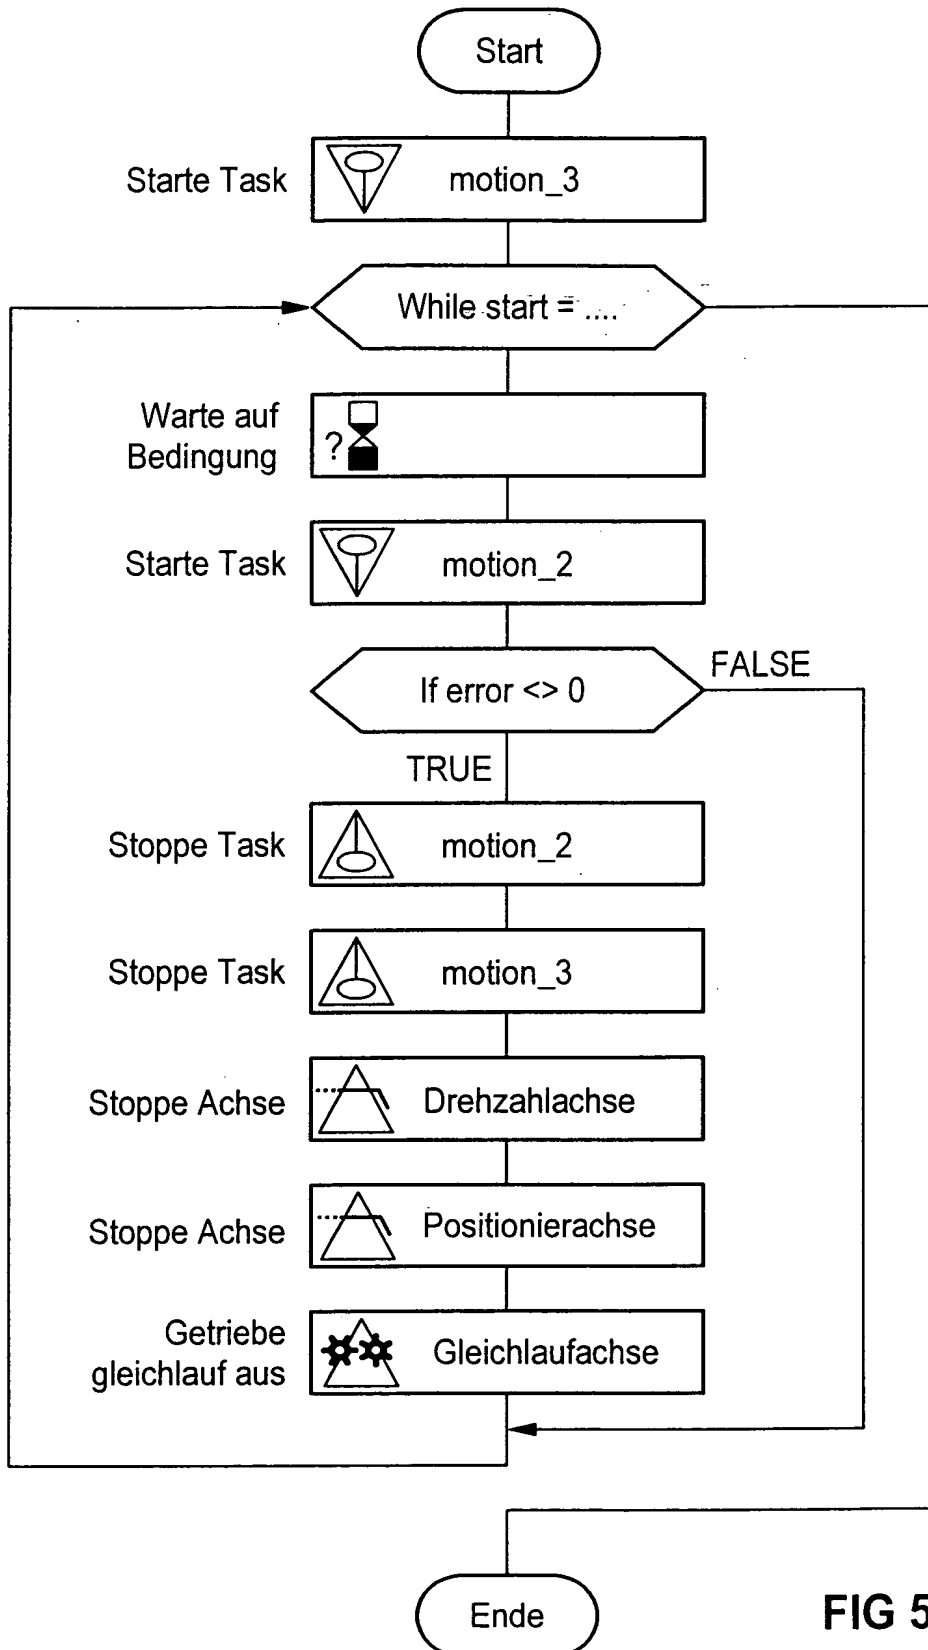 Start
Starte Task
motion_3
While start = ....
Warte auf
Bedingung
?
Starte Task
motion_2
If error <> 0
FALSE
TRUE
Stoppe Task
motion_2
Stoppe Task
motion_3
Stoppe Achse
Drehzahlachse
Stoppe Achse
Positionierachse
Getriebe
gleichlauf aus
Gleichlaufachse
Ende
FIG 5